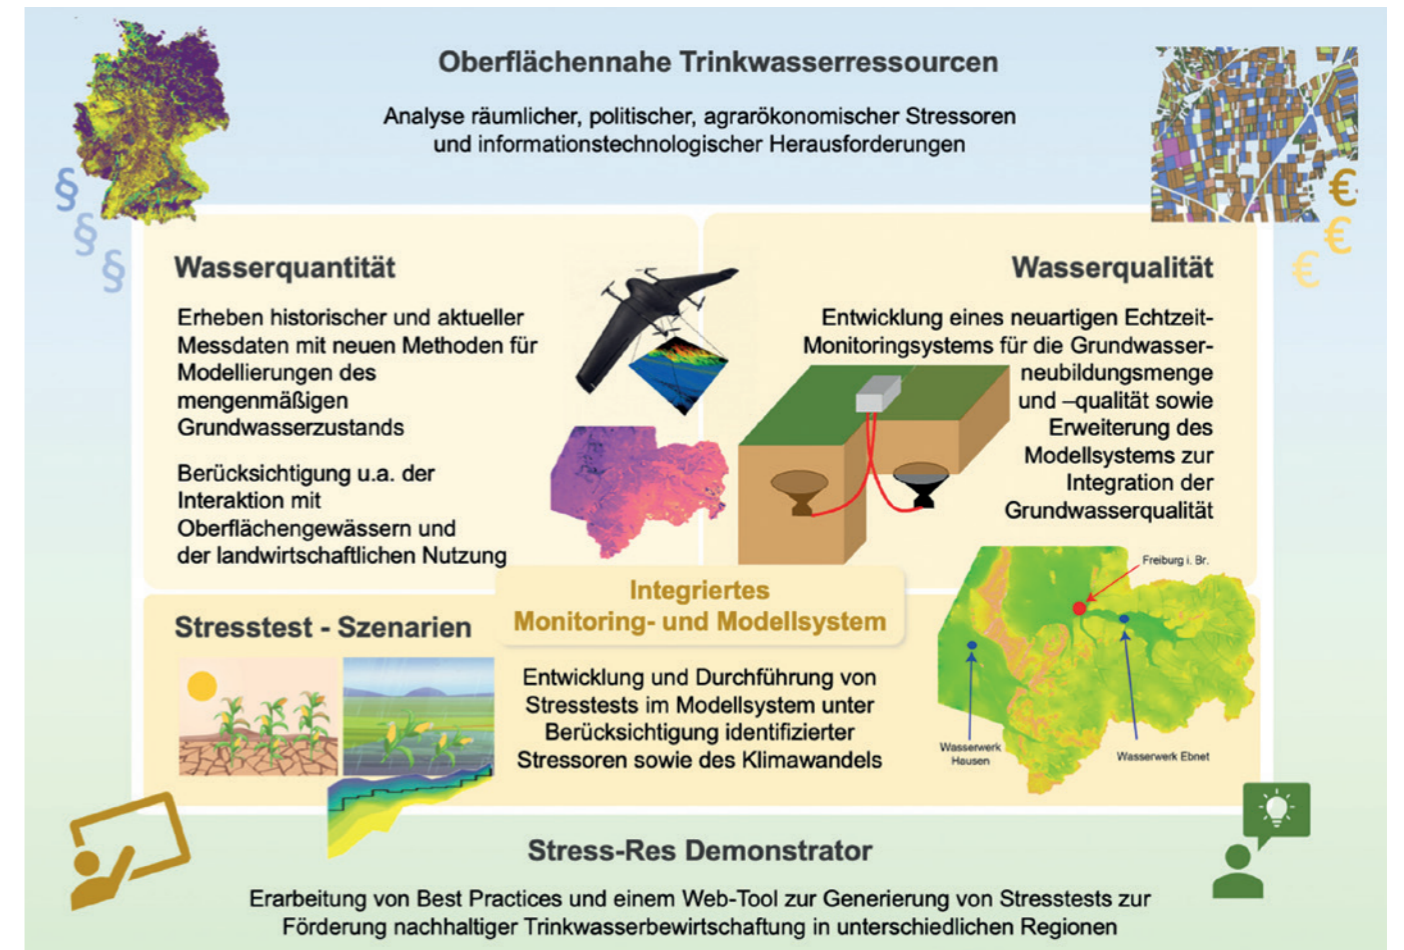 Oberflächennahe Trinkwasserressourcen
Analyse räumlicher, politischer, agrarökonomischer Stressoren
und informationstechnologischer Herausforderungen
§
§
§
€
€
€
Wasserquantität
Erheben historischer und aktueller
Messdaten mit neuen Methoden für
Modellierungen des
mengenmäßigen
Grundwasserzustands
Berücksichtigung u.a. der
Interaktion mit
Oberflächengewässern und
der landwirtschaftlichen Nutzung
Wasserqualität
Entwicklung eines neuartigen Echtzeit-
Monitoringsystems für die Grundwasser-
neubildungsmenge
und –qualität sowie
Erweiterung des
Modellsystems zur
Integration der
Grundwasserqualität
Integriertes
Monitoring- und Modellsystem
Stresstest - Szenarien
Entwicklung und Durchführung von
Stresstests im Modellsystem unter
Berücksichtigung identifizierter
Stressoren sowie des Klimawandels
Freiburg i. Br.
Wasserwerk
Hausen
Wasserwerk Ebnet
Stress-Res Demonstrator
Erarbeitung von Best Practices und einem Web-Tool zur Generierung von Stresstests zur
Förderung nachhaltiger Trinkwasserbewirtschaftung in unterschiedlichen Regionen